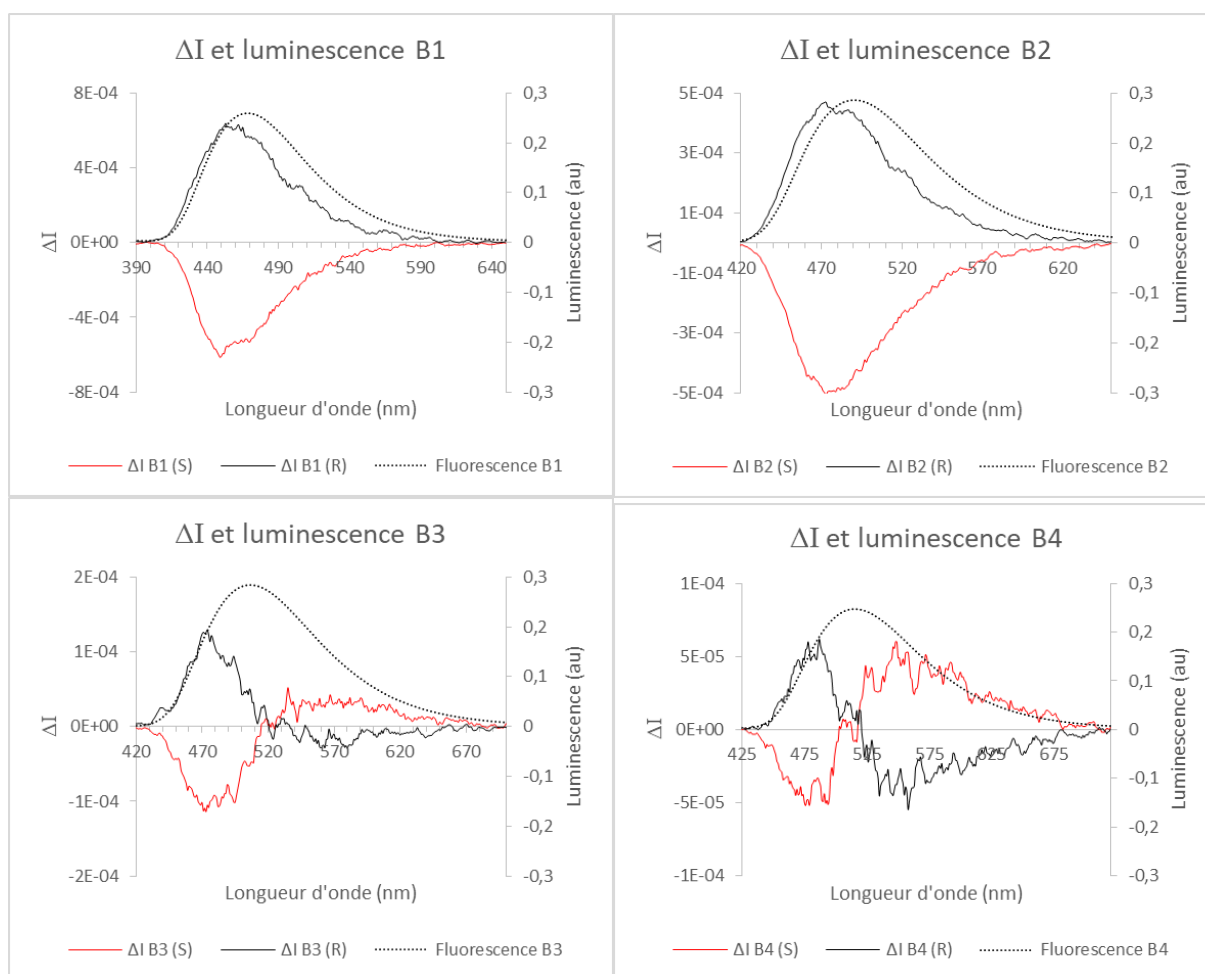 ΔI et luminescence B1
8E-04
4E-04
0E+00
-4E-04
-8E-04
ΔI
390 440 490 540 590 640
0,3
0,2
0,1
0
-0,1
-0,2
-0,3
Luminescence (au)
Longueur d'onde (nm)
ΔI B1 (S) ΔI B1 (R) Fluorescence B1
ΔI et luminescence B2
5E-04
3E-04
1E-04
-1E-04
-3E-04
-5E-04
ΔI
420 470 520 570 620
0,3
0,2
0,1
0
-0,1
-0,2
-0,3
Luminescence (au)
Longueur d'onde (nm)
ΔI B2 (S) ΔI B2 (R) Fluorescence B2
ΔI et luminescence B3
2E-04
1E-04
0E+00
-1E-04
-2E-04
ΔI
420 470 520 570 620 670
0,3
0,2
0,1
0
-0,1
-0,2
-0,3
Luminescence (au)
Longueur d'onde (nm)
ΔI B3 (S) ΔI B3 (R) Fluorescence B3
ΔI et luminescence B4
1E-04
5E-05
0E+00
-5E-05
-1E-04
ΔI
425 475 525 575 625 675
0,3
0,2
0,1
0
-0,1
-0,2
-0,3
Luminescence (au)
Longueur d'onde (nm)
ΔI B4 (S) ΔI B4 (R) Fluorescence B4